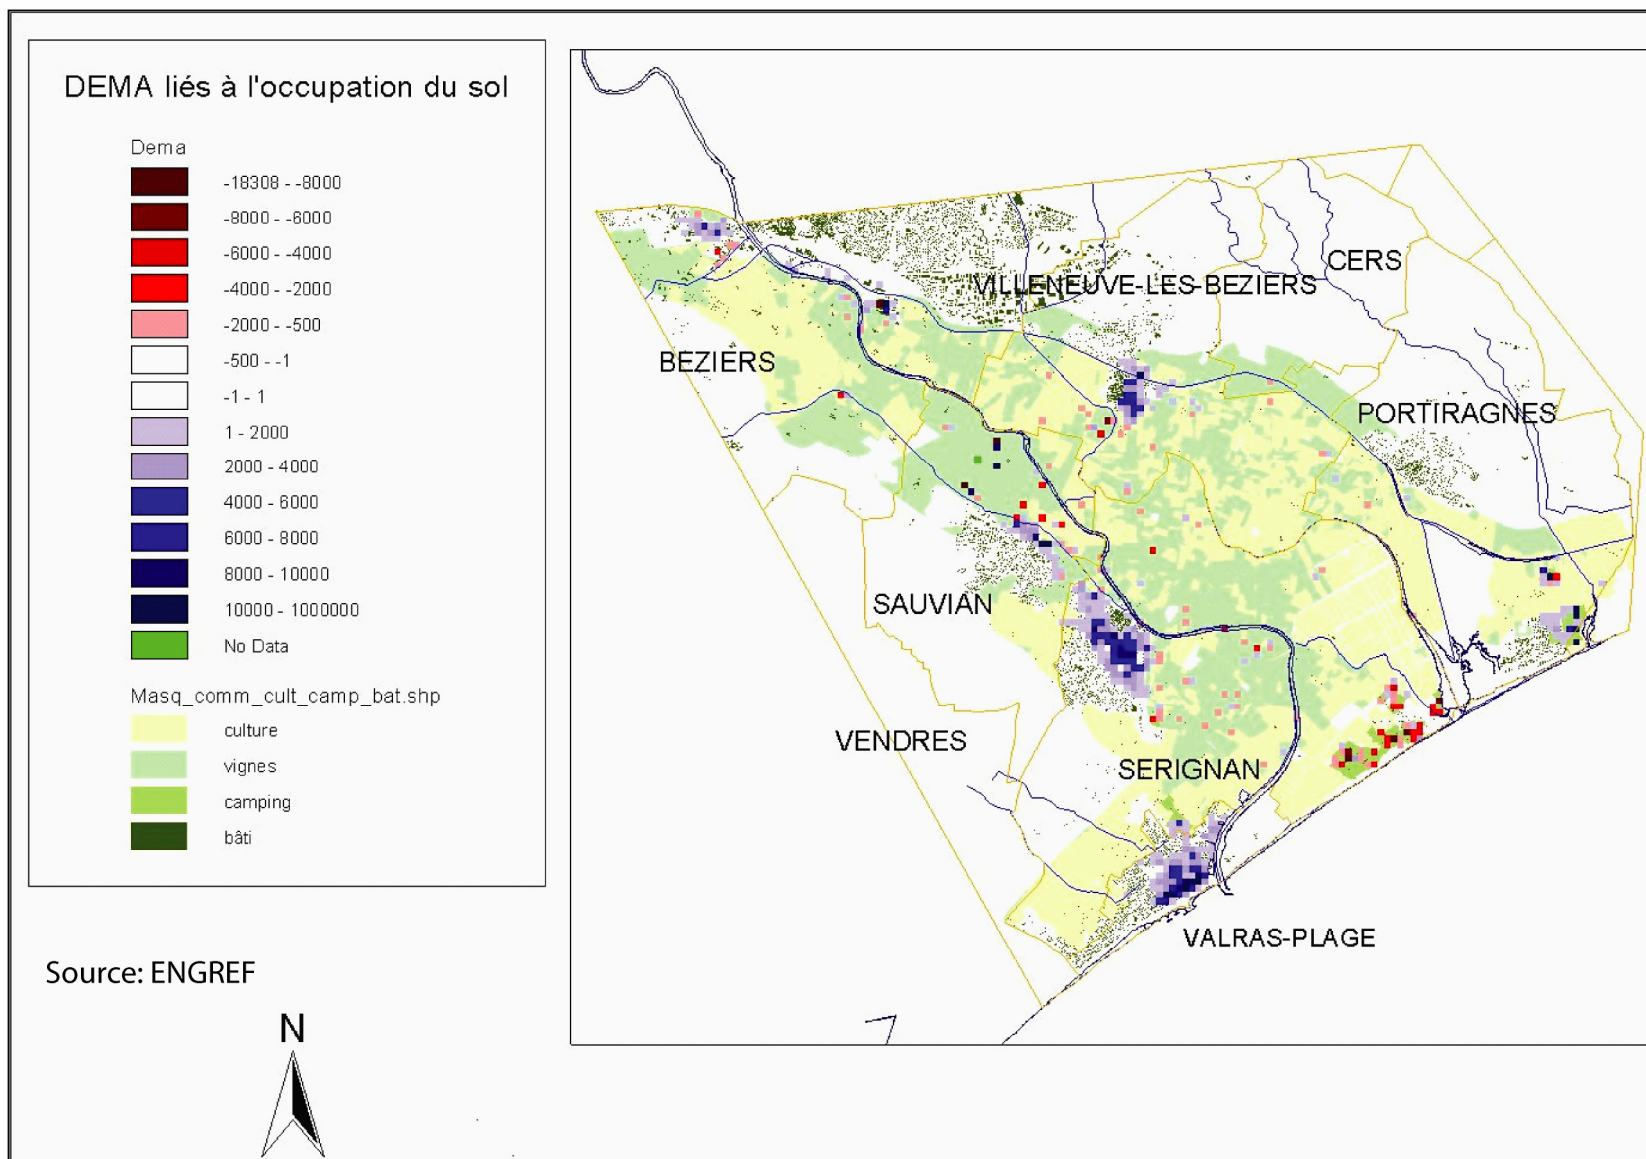 DEMA liés à l'occupation du sol
Dema
-18308 - -8000
-8000 - -6000
-6000 - -4000
-4000 - -2000
-2000 - -500
-500 - -1
-1 - 1
1 - 2000
2000 - 4000
4000 - 6000
6000 - 8000
8000 - 10000
10000 - 1000000
No Data
Masq_comm_cult_camp_bat.shp
culture
vignes
camping
bâti
Source: ENGREF
N
CERS
VILLENEUVE-LES-BEZIERS
BEZIERS
PORTIRAGNES
SAUVIAN
VENDRES
SERIGNAN
VALRAS-PLAGE